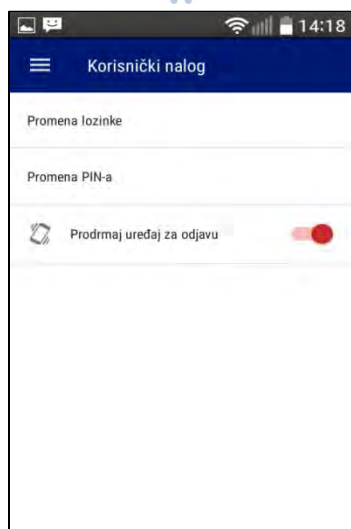 14:18
Korisnički nalog
Promena lozinke
Promena PIN-a
Prodrmaj uređaj za odjavu